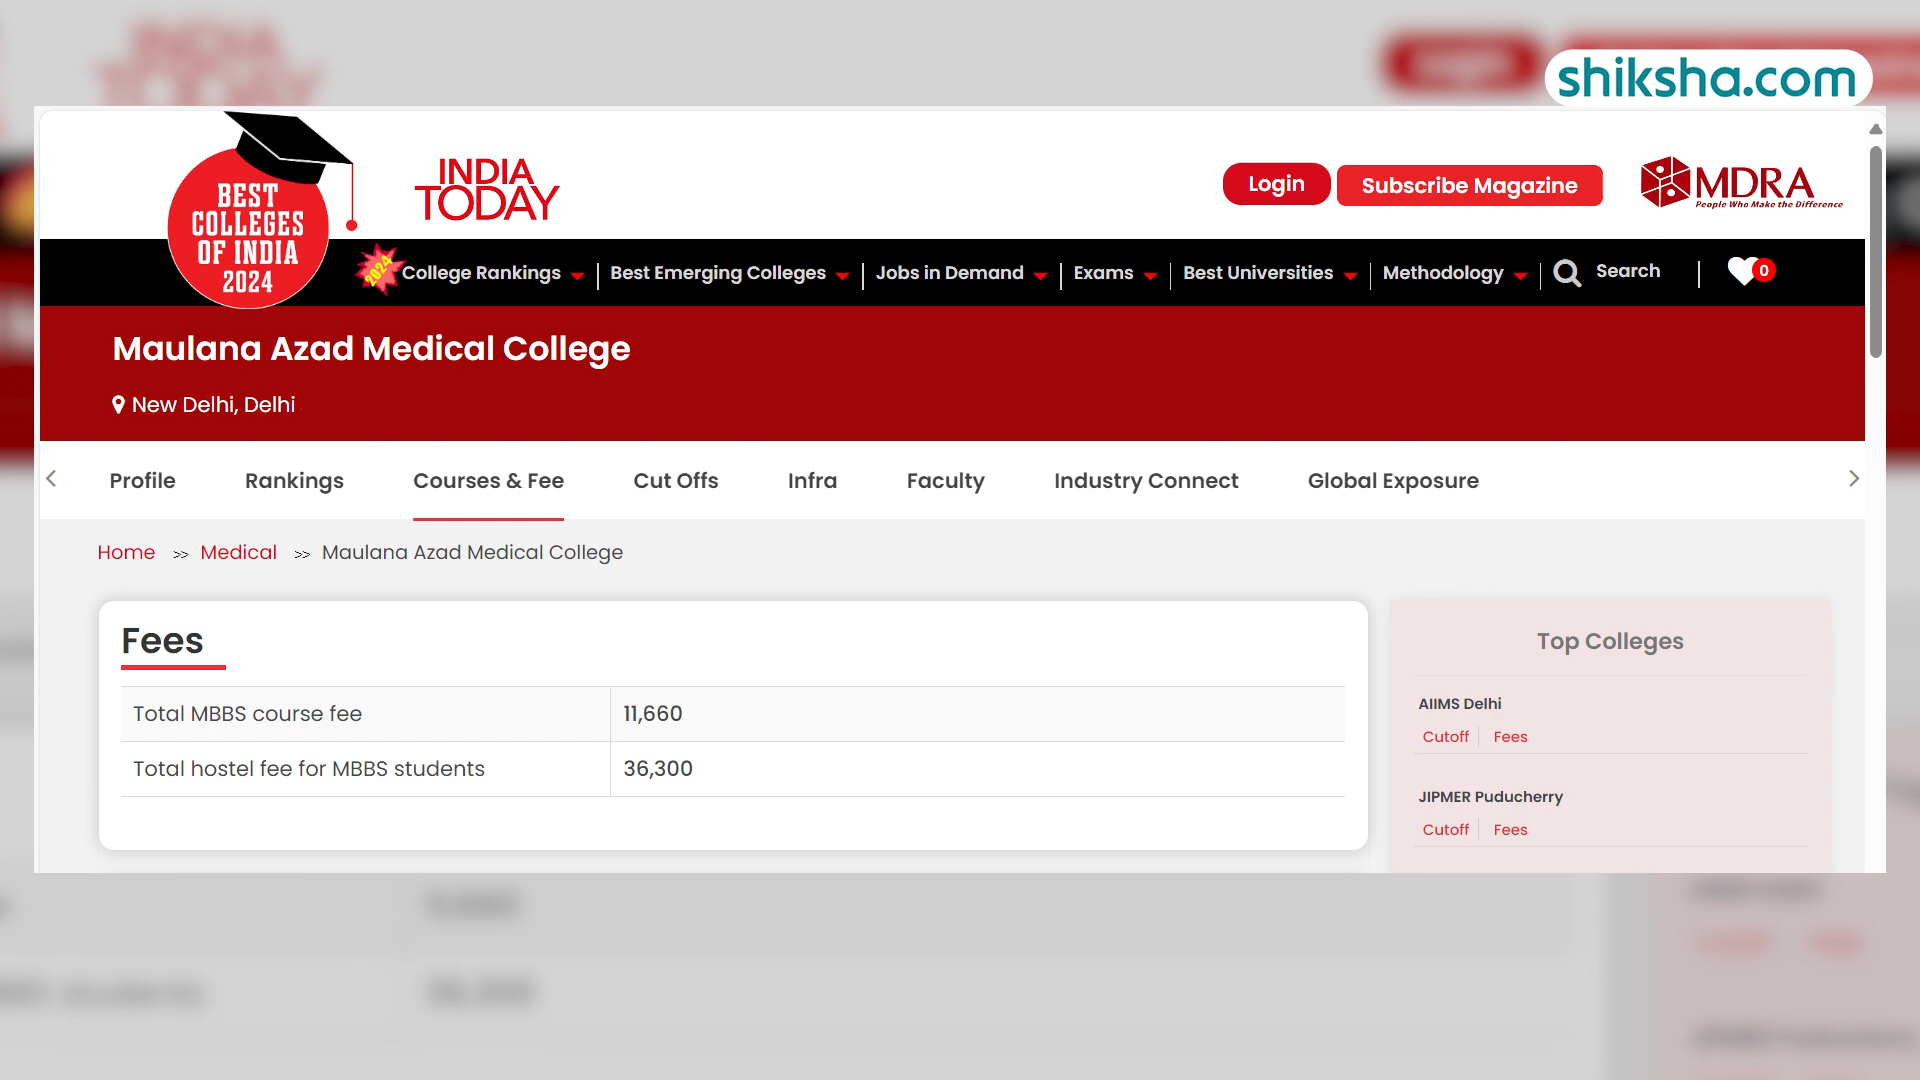 shiksha.com
BEST
COLLEGES
OF INDIA
2024
INDIA
TODAY
Login
Subscribe Magazine
MDRA
People Who Make the Difference
2024
College Rankings
Best Emerging Colleges
Jobs in Demand
Exams
Best Universities
Methodology
Search
0
Maulana Azad Medical College
New Delhi, Delhi
Profile
Rankings
Courses & Fee
Cut Offs
Infra
Faculty
Industry Connect
Global Exposure
Home >> Medical >> Maulana Azad Medical College
Fees
Total MBBS course fee 11,660
Total hostel fee for MBBS students 36,300
Top Colleges
AIIMS Delhi
Cutoff Fees
JIPMER Puducherry
Cutoff Fees